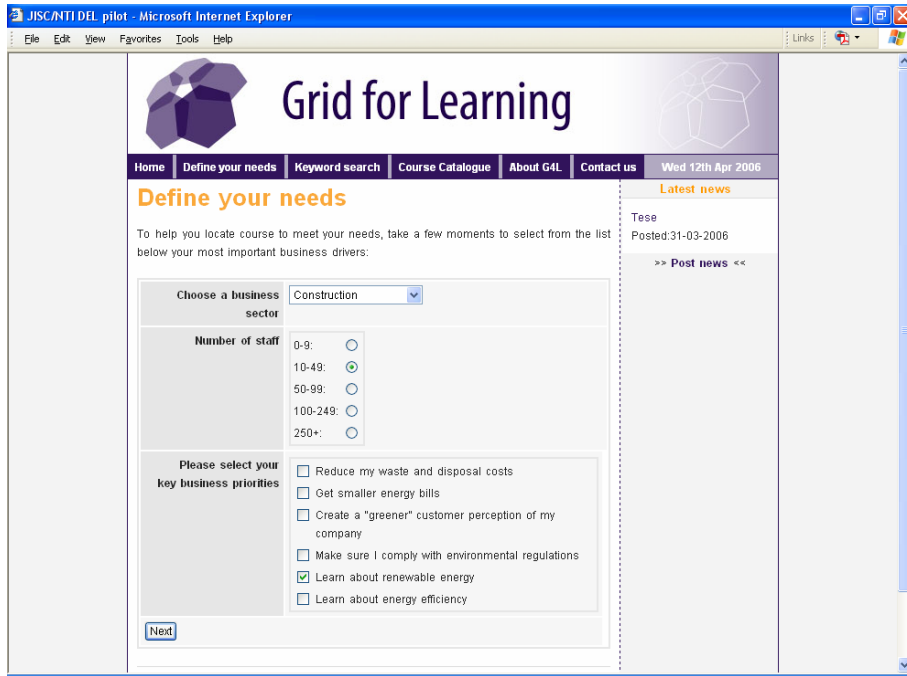 JISC/NTI DEL pilot - Microsoft Internet Explorer
File Edit View Favorites Tools Help Links
Grid for Learning
Home Define your needs Keyword search Course Catalogue About G4L Contact us Wed 12th Apr 2006
Define your needs
To help you locate course to meet your needs, take a few moments to select from the list
below your most important business drivers:
Choose a business
sector
Construction
Number of staff
0-9:
10-49:
50-99:
100-249:
250+:
Please select your
key business priorities
Reduce my waste and disposal costs
Get smaller energy bills
Create a "greener" customer perception of my
company
Make sure I comply with environmental regulations
Learn about renewable energy
Learn about energy efficiency
Next
Latest news
Tese
Posted:31-03-2006
>> Post news <<